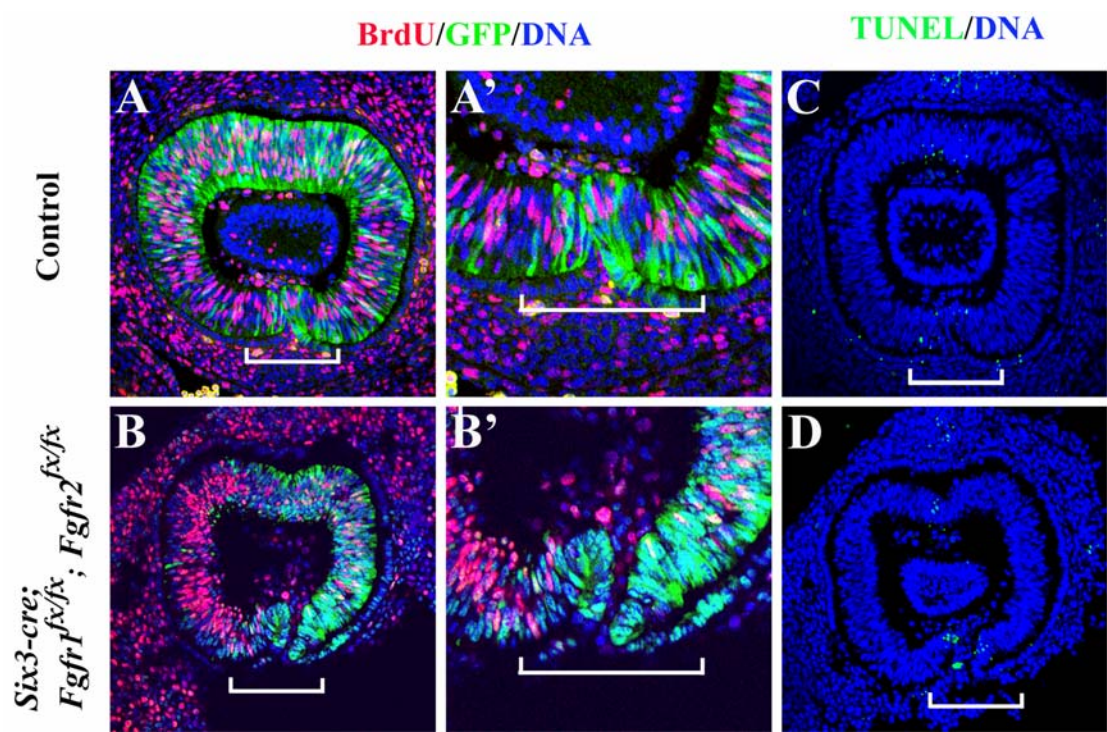 BrdU/GFP/DNA
TUNEL/DNA
Control
A
A’
C
Six3-cre;
Fgfr1fx/fx; Fgfr2fx/fx
B
B’
D